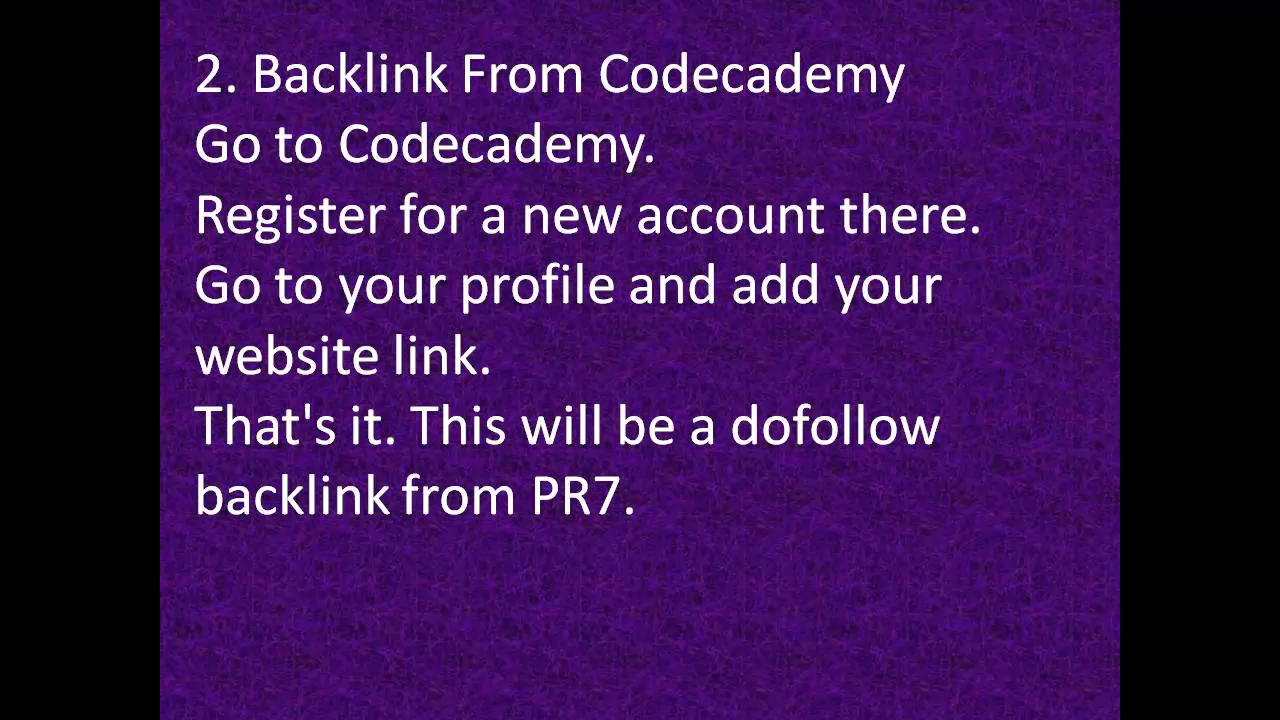 2. Backlink From Codecademy
Go to Codecademy.
Register for a new account there.
Go to your profile and add your
website link.
That's it. This will be a dofollow
backlink from PR7.